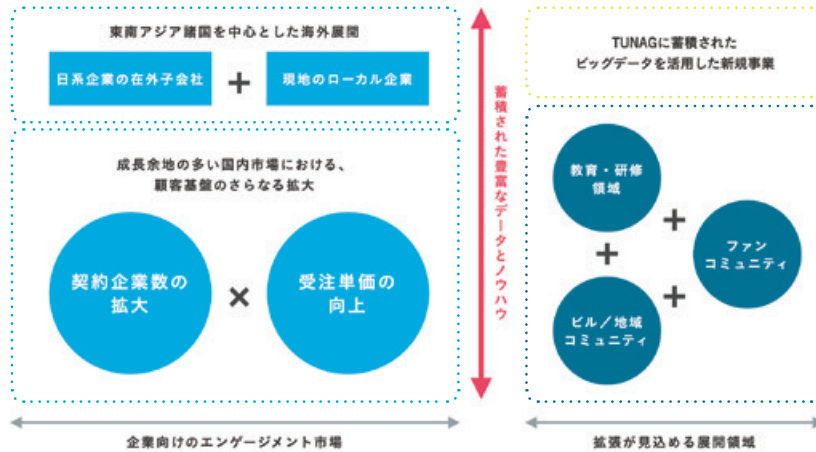 東南アジア諸国を中心とした海外展開
日系企業の在外子会社
+
現地のローカル企業
成長余地の多い国内市場における、
顧客基盤のさらなる拡大
契約企業数の
拡大
×
受注単価の
向上
企業向けのエンゲージメント市場
蓄積された豊富なデータとノウハウ
TUNAGに蓄積された
ビッグデータを活用した新規事業
教育・研修
領域
+
+
ファン
コミュニティ
+
ビル／地域
コミュニティ
拡張が見込める展開領域